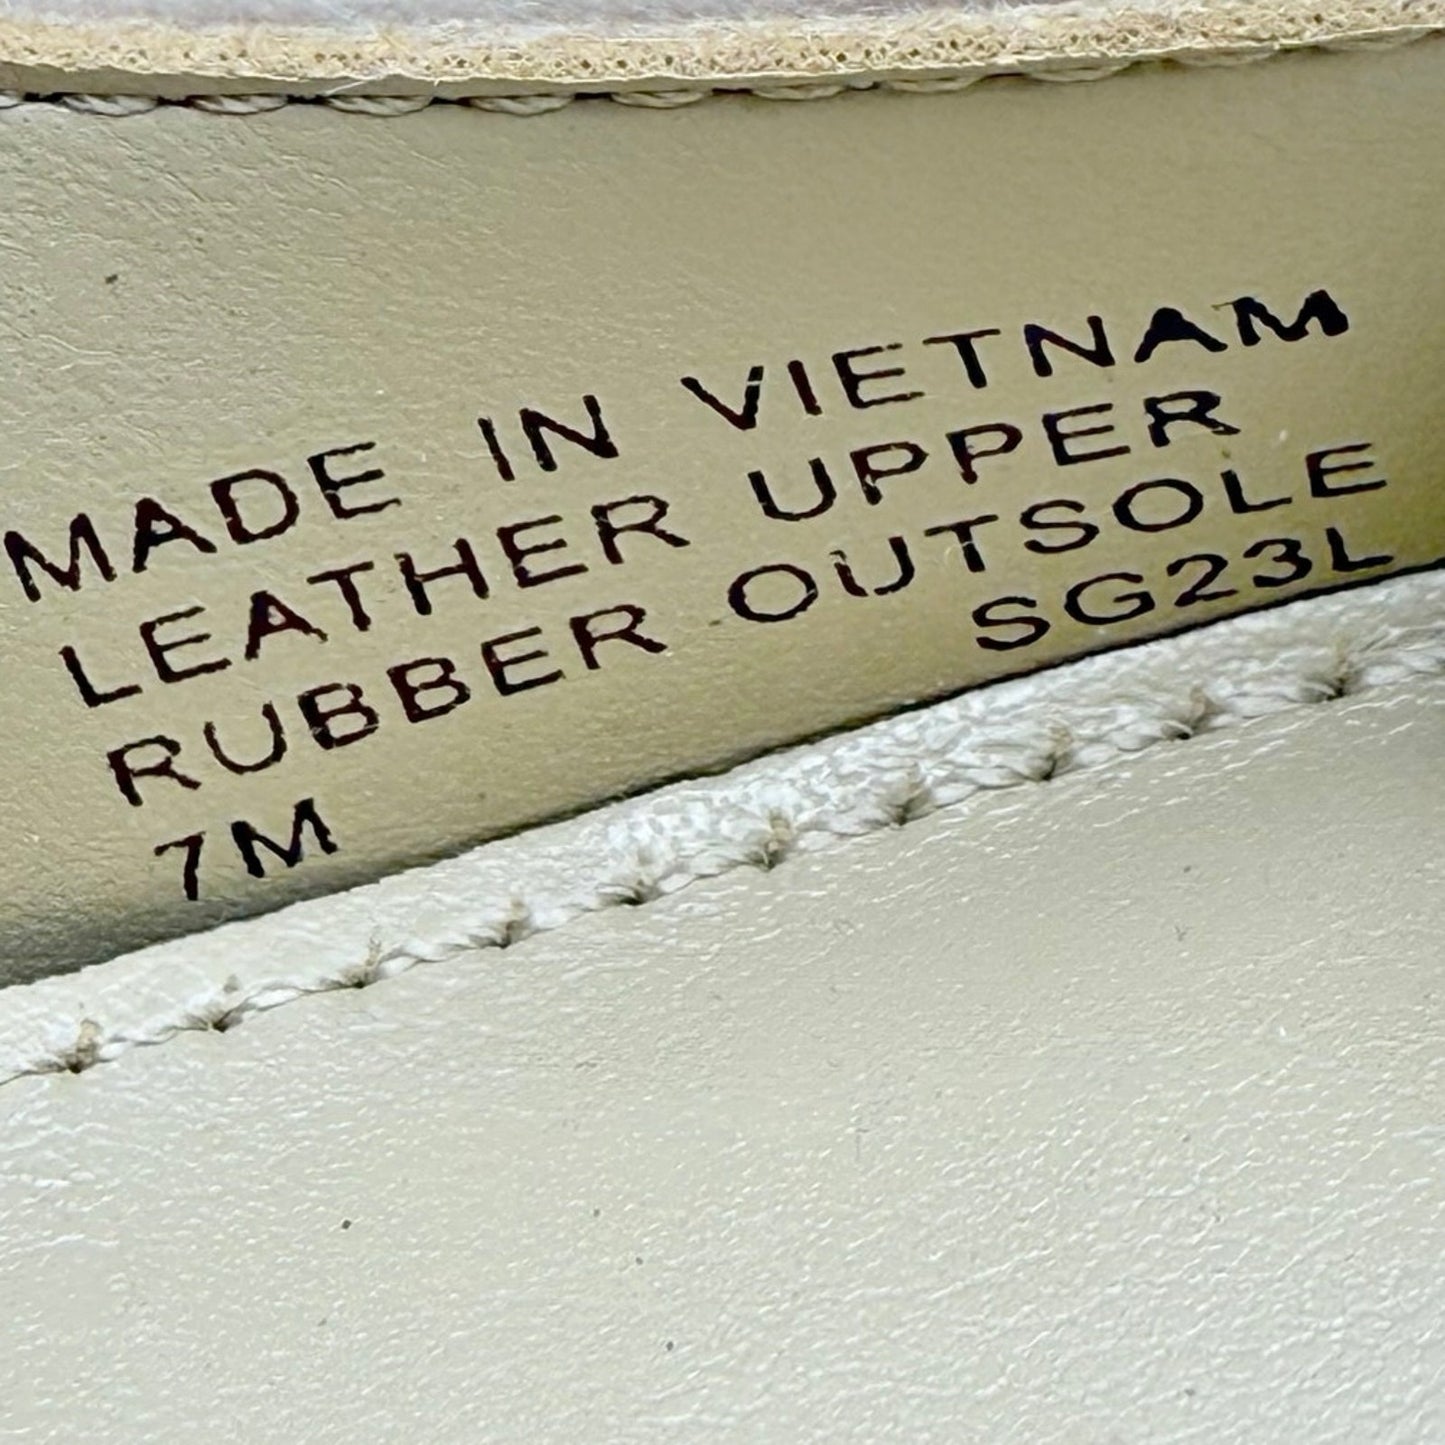 MADE IN VIETNAM
LEATHER UPPER
RUBBER OUTSOLE
SG23L
7M